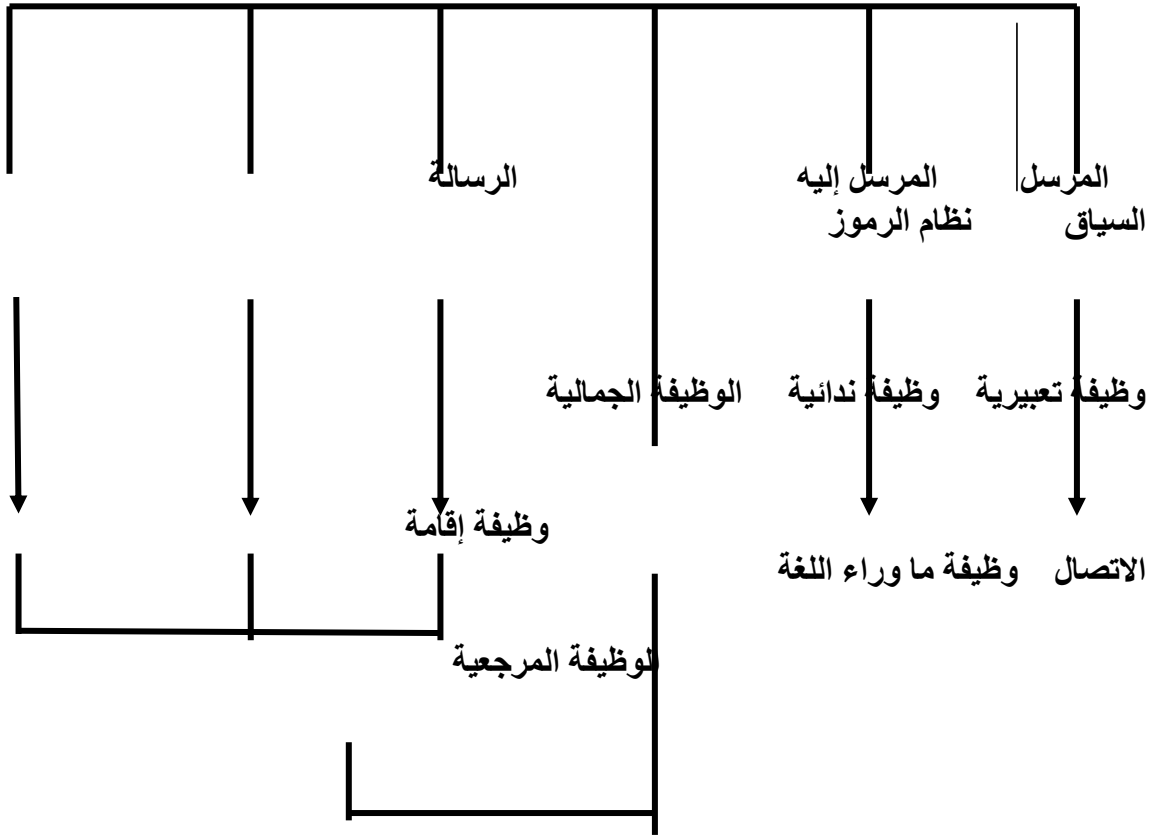 المرسل المرسل إليه الرسالة
السياق نظام الرموز
وظيفة تعبيرية وظيفة ندائية الوظيفة الجمالية
وظيفة إقامة
الاتصال وظيفة ما وراء اللغة
الوظيفة المرجعية